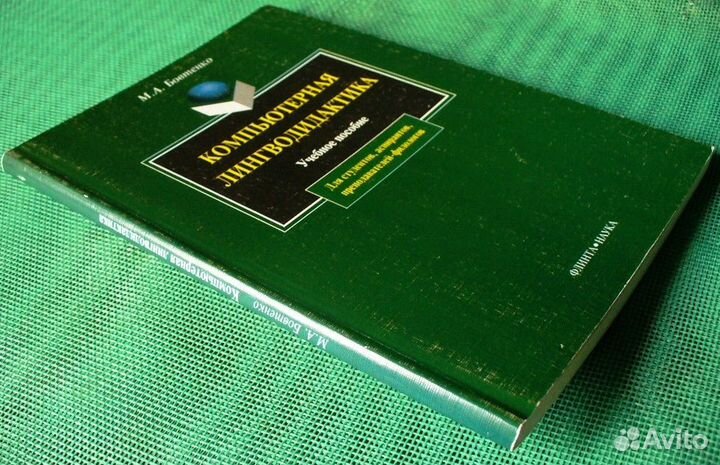 М.А. Бовтенко
КОМПЬЮТЕРНАЯ
ЛИНГВОДИДАКТИКА
Учебное пособие
Для студентов, аспирантов,
преподавателей-филологов
ФЛИНТА•НАУКА
М.А. Бовтенко Компьютерная лингводидактика
Avito